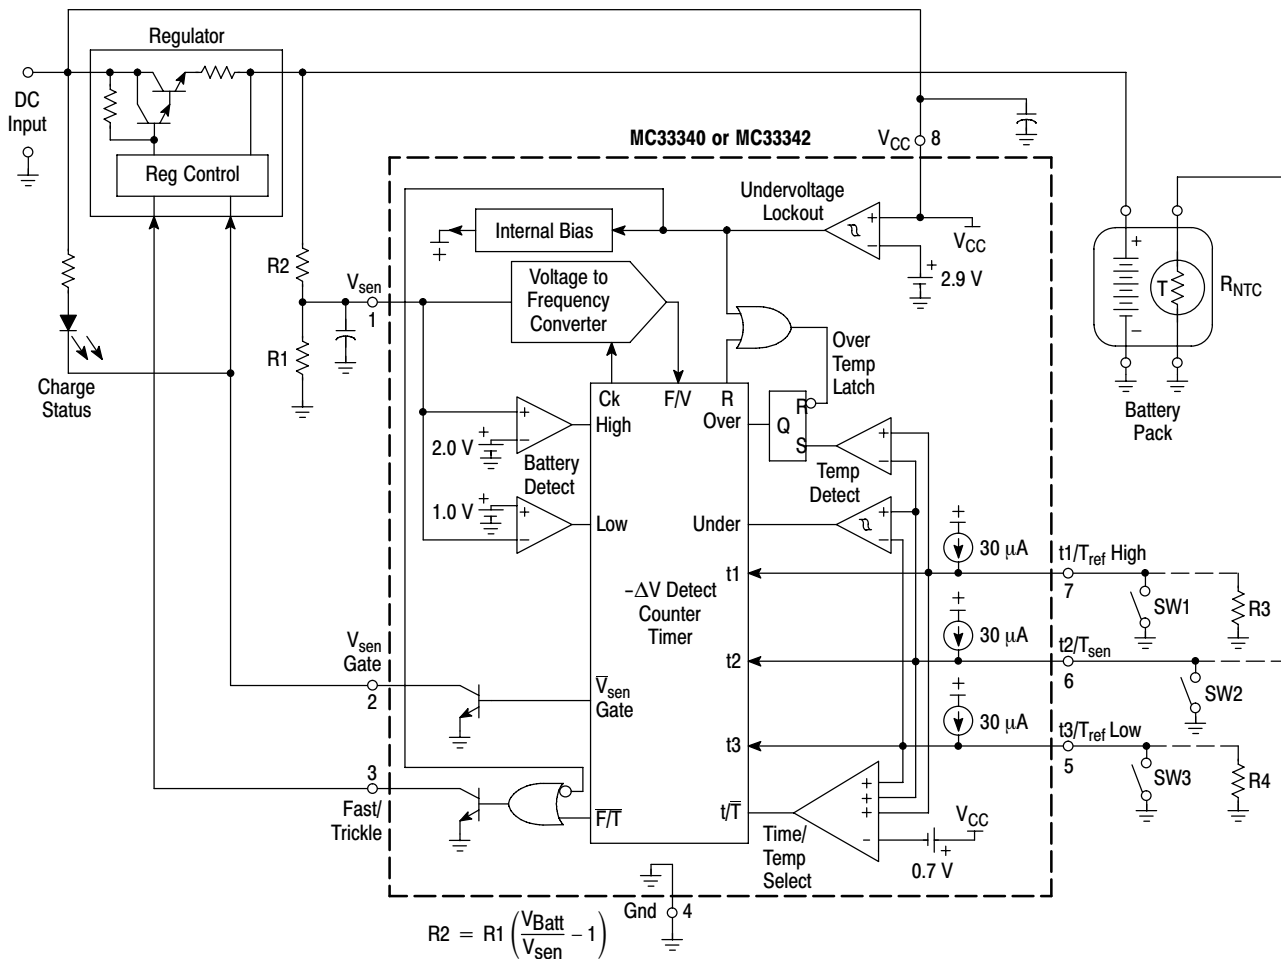 Regulator
DC
Input
Reg Control
MC33340 or MC33342
VCC
8
Undervoltage
Lockout
Internal Bias
VCC
2.9 V
R2
Vsen
1
Voltage to
Frequency
Converter
R1
Charge
Status
Over
Temp
Latch
T
RNTC
Battery
Pack
+
−
Ck
F/V
R
High
Over
Q
R
S
2.0 V
Battery
Detect
Temp
Detect
1.0 V
Low
Under
30 μA
t1/Tref High
7
t1
SW1
R3
−ΔV Detect
Counter
Timer
30 μA
t2/Tsen
6
t2
SW2
Vsen
Gate
2
V̅sen
Gate
30 μA
t3/Tref Low
5
t3
SW3
R4
3
Fast/
Trickle
F̅/T̅
t/T̅
Time/
Temp
Select
VCC
0.7 V
Gnd
4
R2 = R1 (VBatt/Vsen − 1)